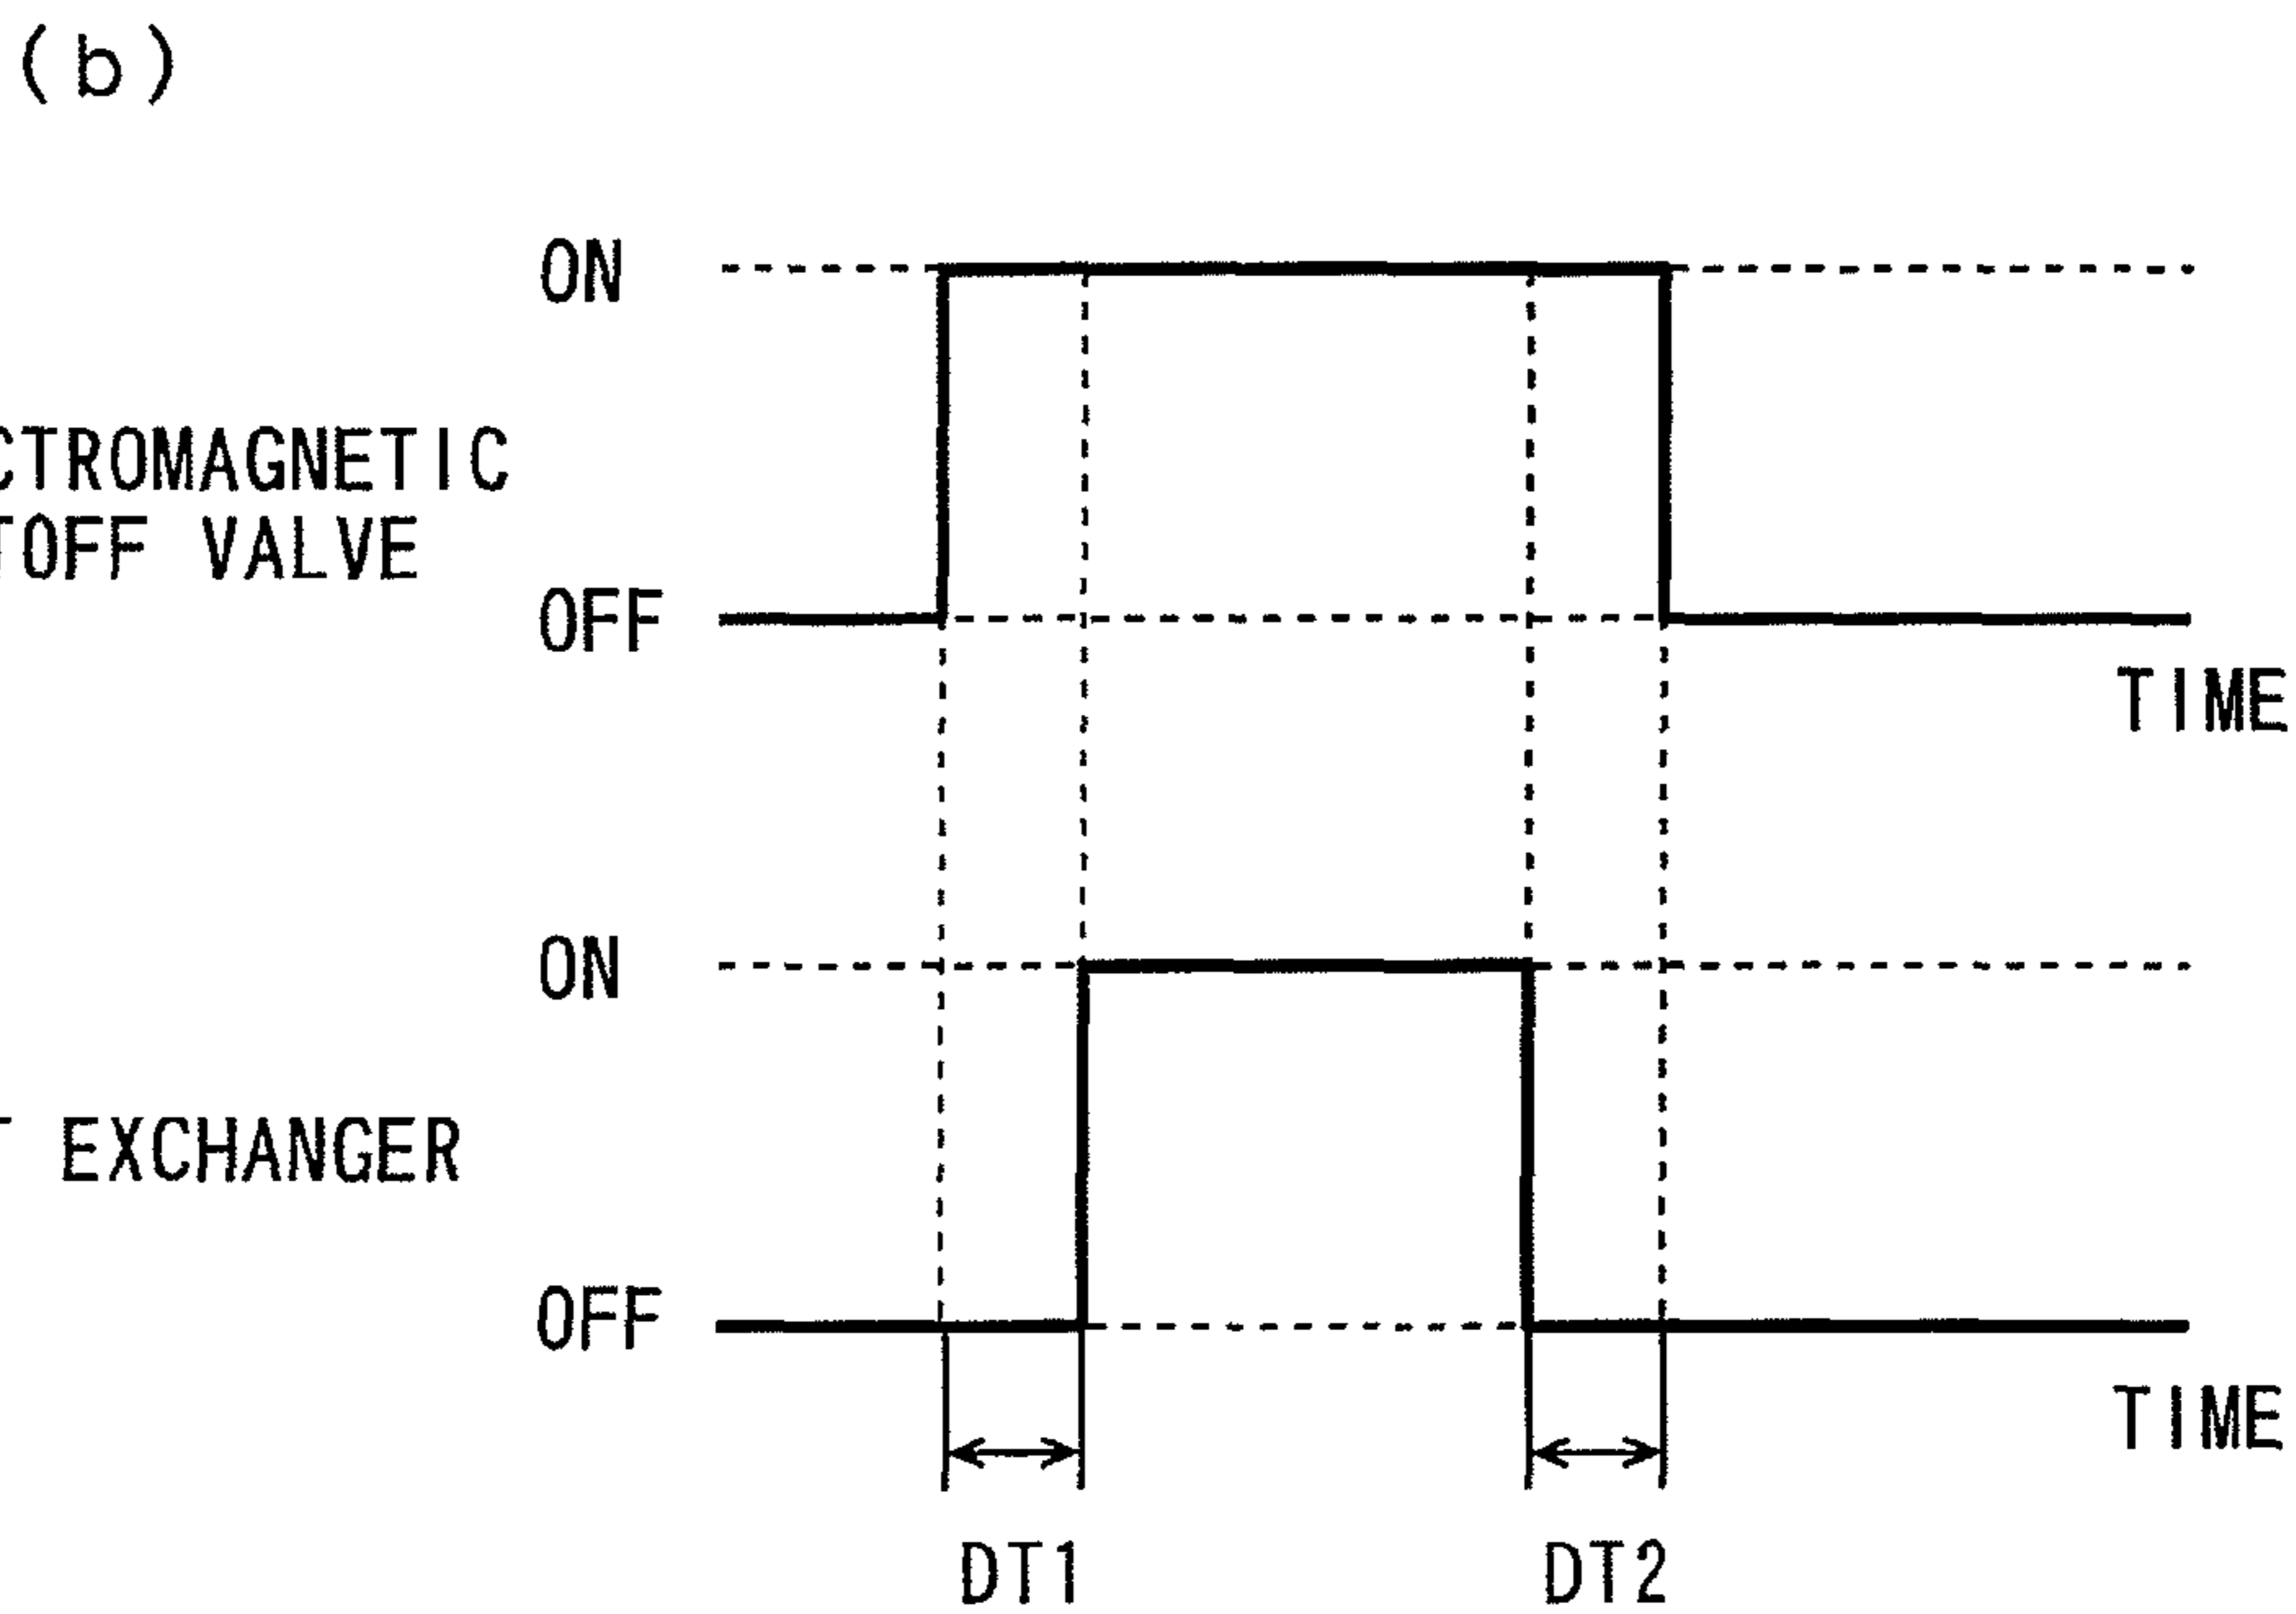 (b)
ON
CTROMAGNETIC
TOFF VALVE
OFF
TIME
ON
EXCHANGER
OFF
TIME
DT1
DT2